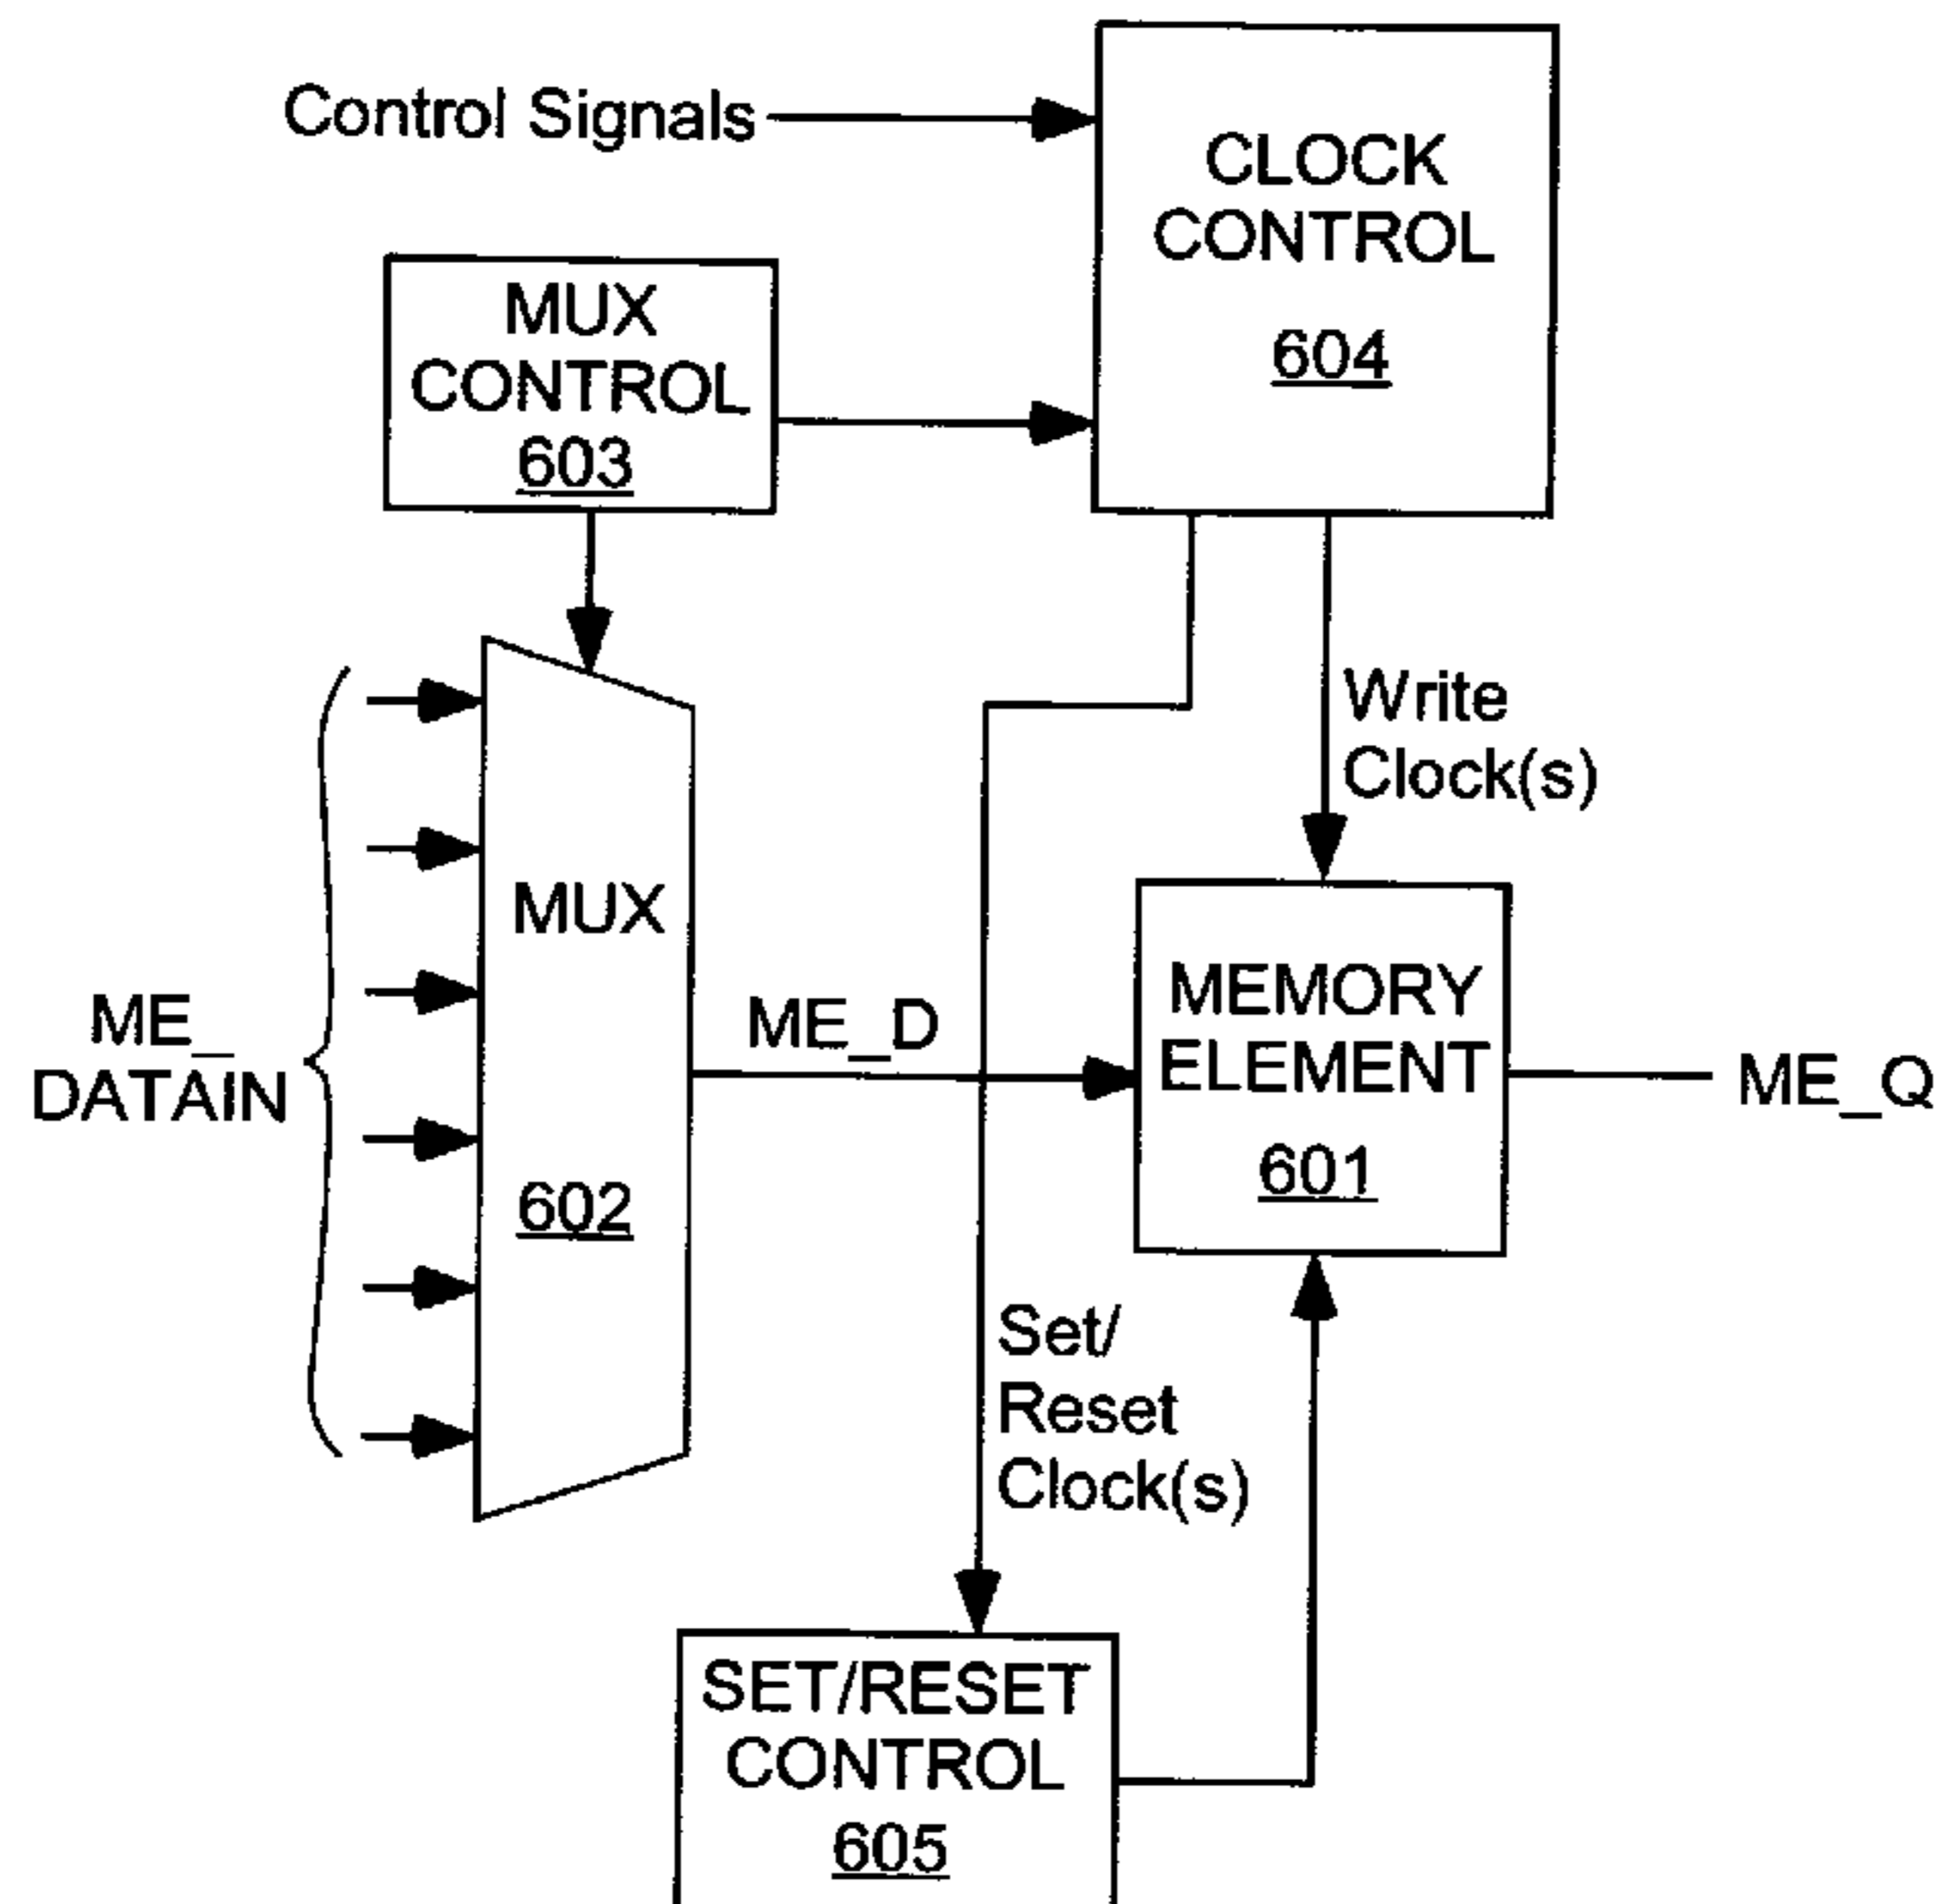 Control Signals
CLOCK
CONTROL
604
MUX
CONTROL
603
Write
Clock(s)
MUX
602
ME_
DATAIN
ME_D
MEMORY
ELEMENT
601
ME_Q
Set/
Reset
Clock(s)
SET/RESET
CONTROL
605